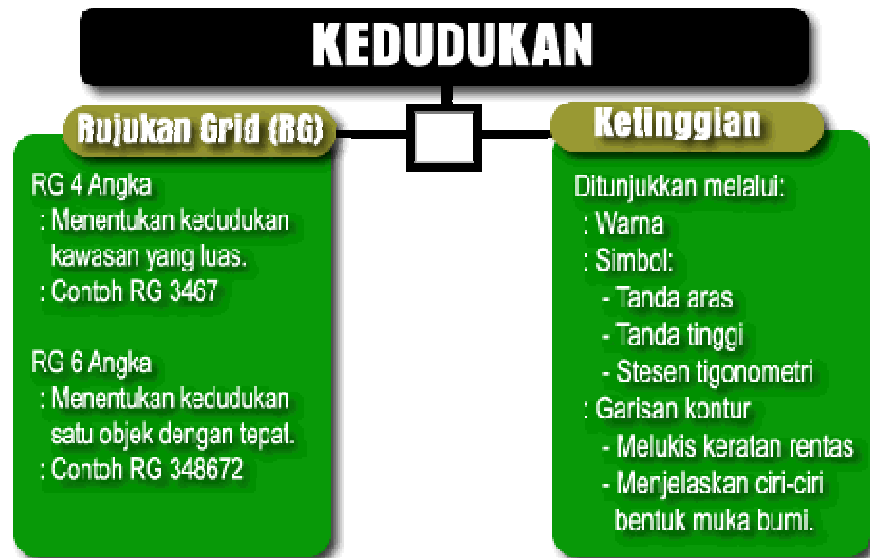 KEDUDUKAN
Rujukan Grid (RG)
RG 4 Angka
: Menentukan kedudukan
kawasan yang luas.
: Contoh RG 3467
RG 6 Angka
: Menentukan kedudukan
satu objek dengan tepat.
: Contoh RG 348672
Ketinggian
Ditunjukkan melalui:
: Warna
: Simbol:
- Tanda aras
- Tanda tinggi
- Stesen tigonometri
: Garisan kontur
- Melukis keratan rentas
- Menjelaskan ciri-ciri
bentuk muka bumi.